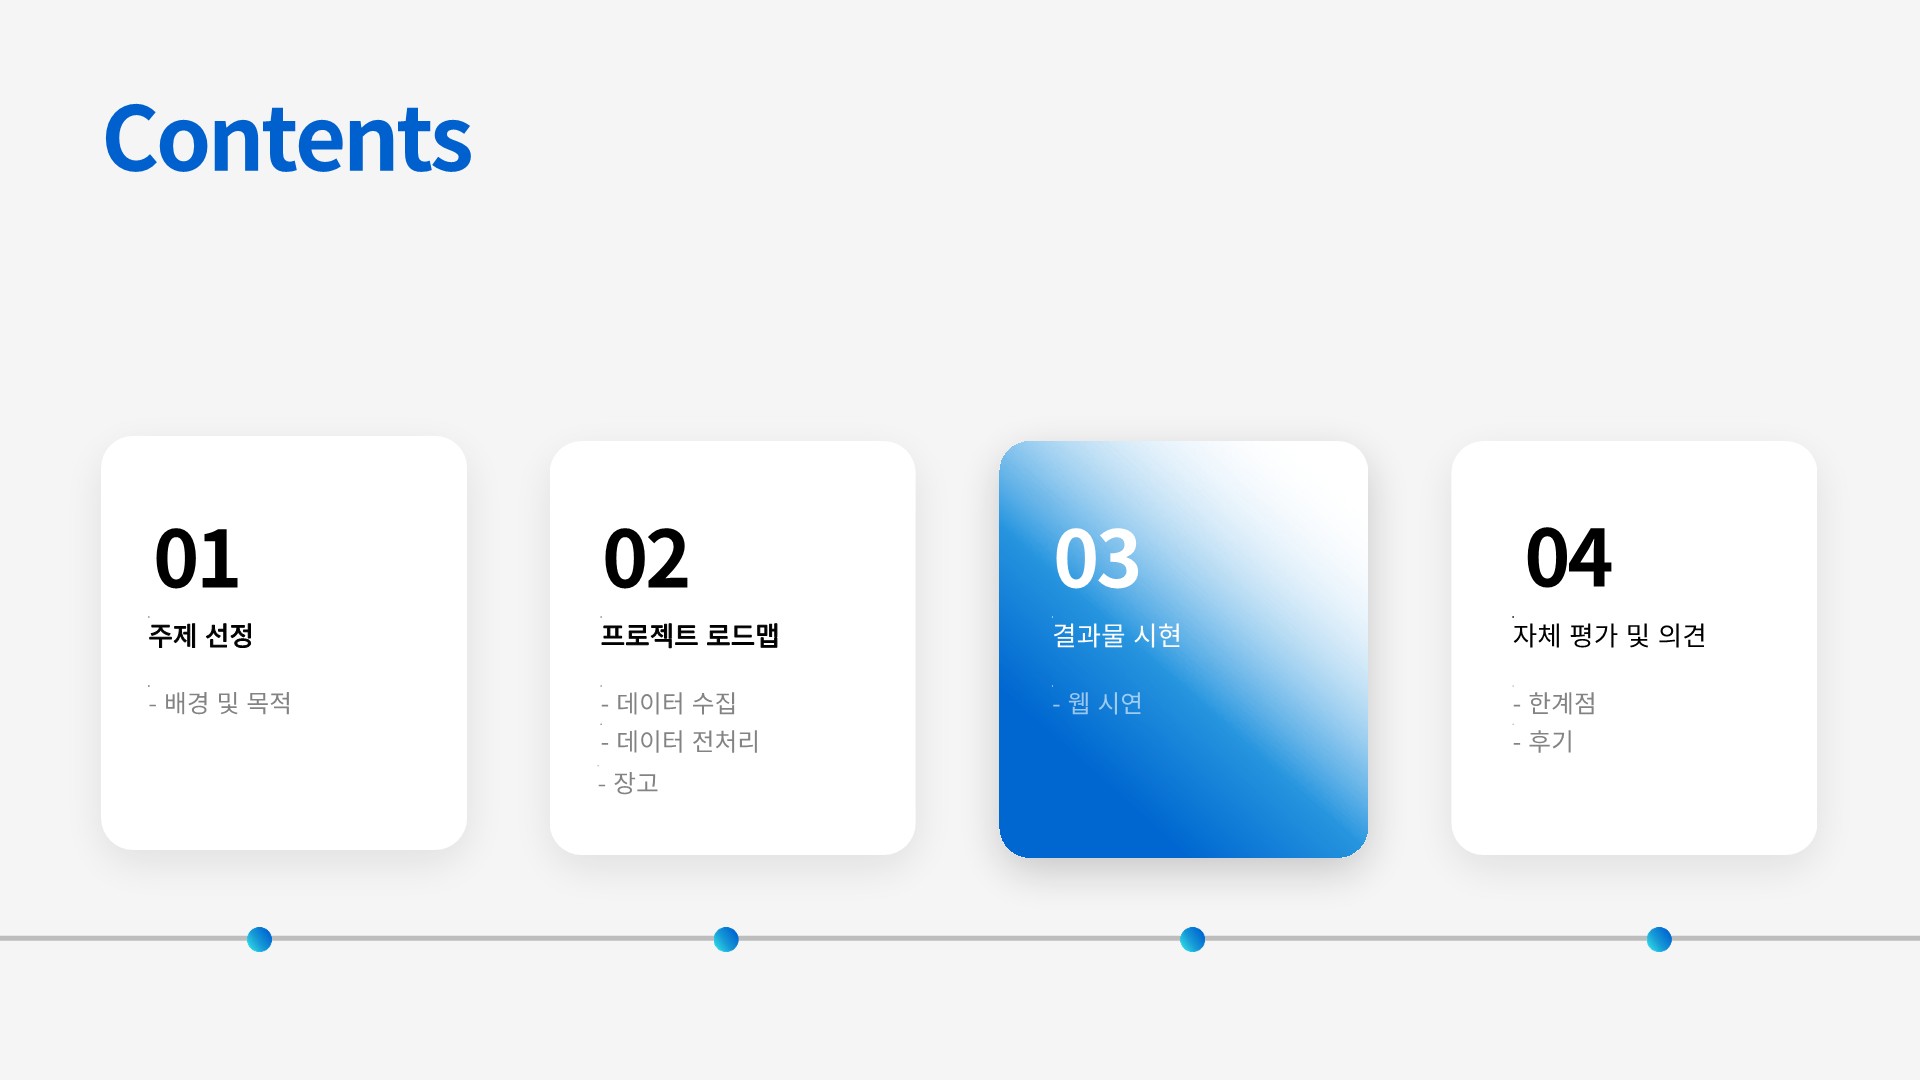 Contents
01
주제 선정
- 배경 및 목적
02
프로젝트 로드맵
- 데이터 수집
- 데이터 전처리
- 장고
03
결과물 시현
- 웹 시연
04
자체 평가 및 의견
- 한계점
- 후기